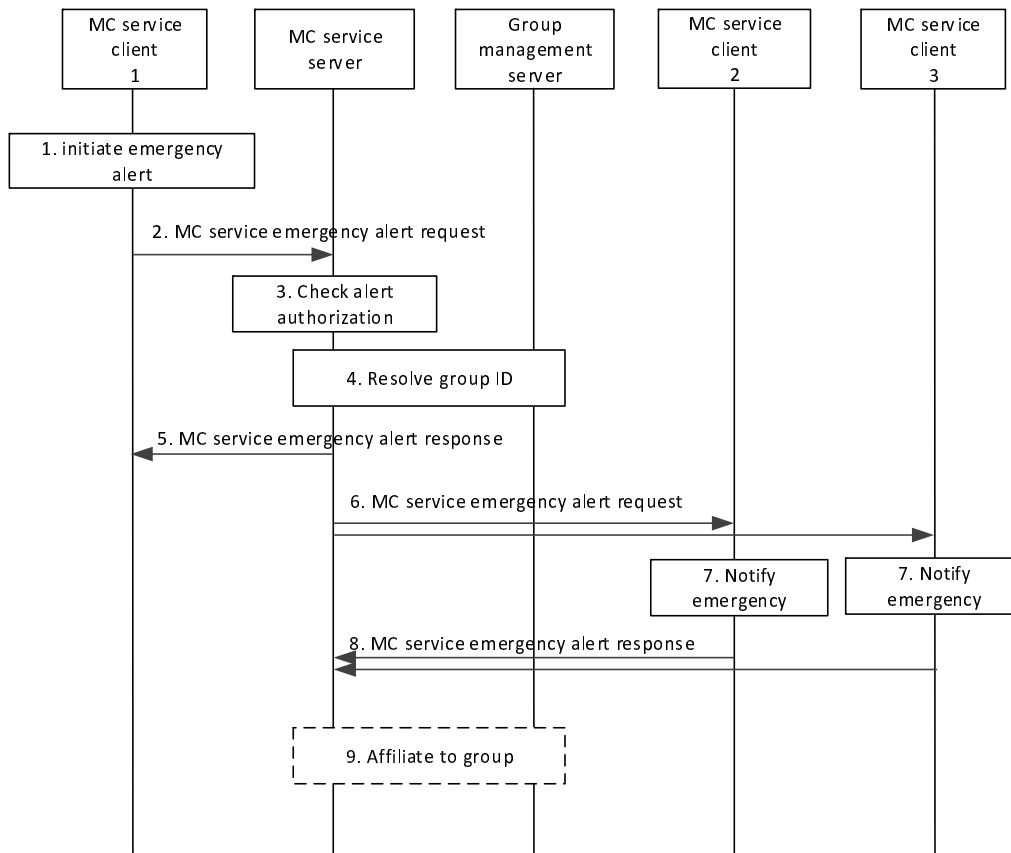 MC service
client
1
MC service
server
Group
management
server
MC service
client
2
MC service
client
3
1. initiate emergency
alert
2. MC service emergency alert request
3. Check alert
authorization
4. Resolve group ID
5. MC service emergency alert response
6. MC service emergency alert request
7. Notify
emergency
7. Notify
emergency
8. MC service emergency alert response
9. Affiliate to group